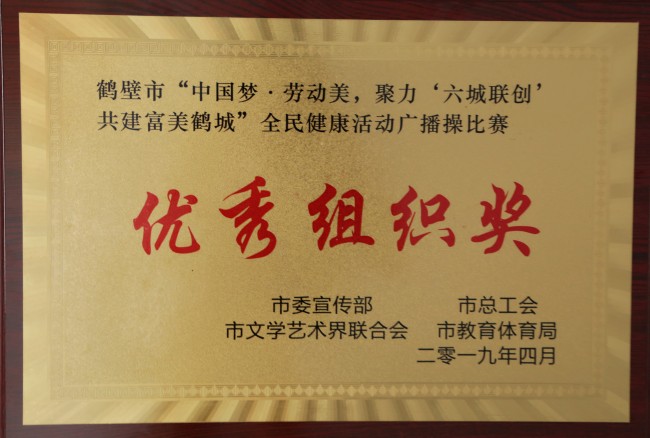 鹤壁市“中国梦·劳动美，聚力‘六城联创’
共建富美鹤城”全民健康活动广播操比赛
优秀组织奖
市委宣传部 市总工会
市文学艺术界联合会 市教育体育局
二零一九年四月